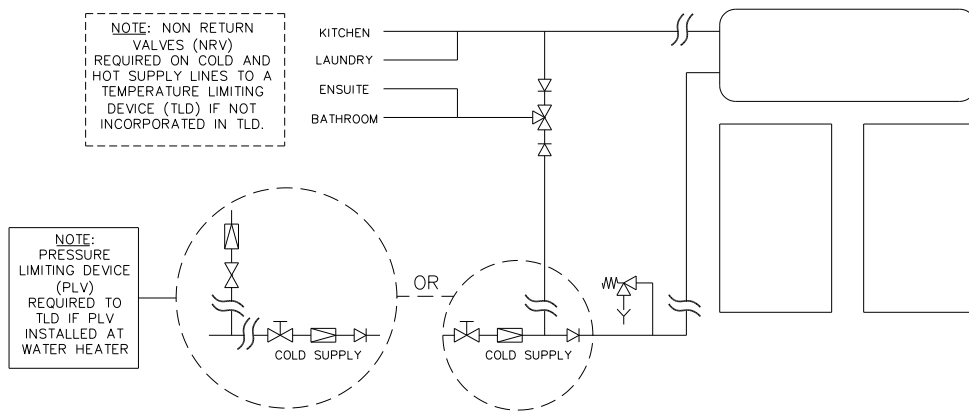 NOTE: NON RETURN
VALVES (NRV)
REQUIRED ON COLD AND
HOT SUPPLY LINES TO A
TEMPERATURE LIMITING
DEVICE (TLD) IF NOT
INCORPORATED IN TLD.
KITCHEN
LAUNDRY
ENSUITE
BATHROOM
NOTE:
PRESSURE
LIMITING DEVICE
(PLV)
REQUIRED TO
TLD IF PLV
INSTALLED AT
WATER HEATER
OR
COLD SUPPLY
COLD SUPPLY